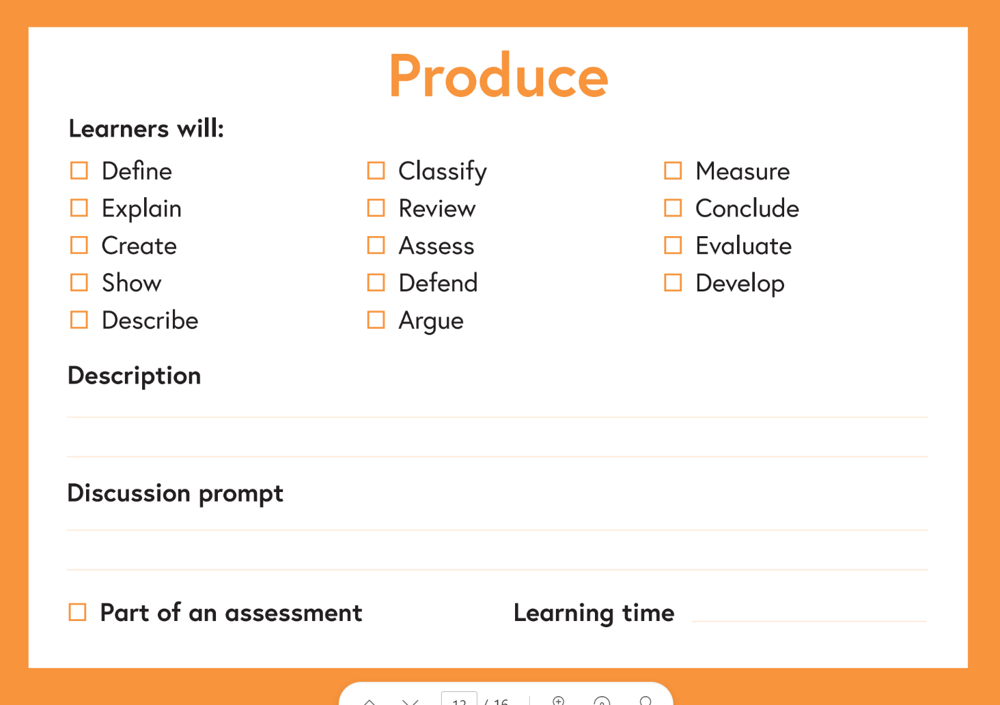 Produce
Learners will:
Define
Explain
Create
Show
Describe
Classify
Review
Assess
Defend
Argue
Measure
Conclude
Evaluate
Develop
Description
Discussion prompt
Part of an assessment
Learning time
/ 16